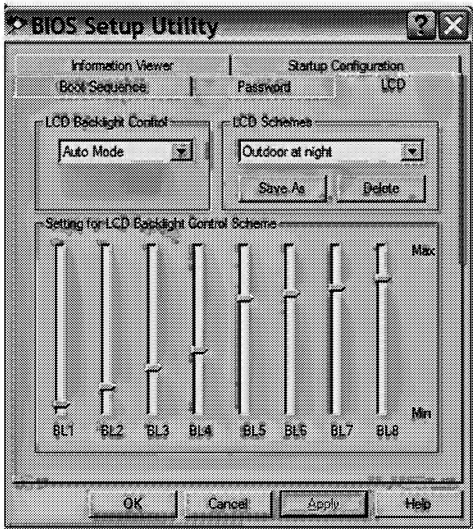 BIOS Setup Utility
Information Viewer
Startup Configuration
Boot Sequence
Password
LCD
LCD Backlight Control
Auto Mode
LCD Schemes
Outdoor at night
Save As
Delete
Setting for LCD Backlight Control Scheme
Max
Min
BL1 BL2 BL3 BL4 BL5 BL6 BL7 BL8
OK Cancel Apply Help